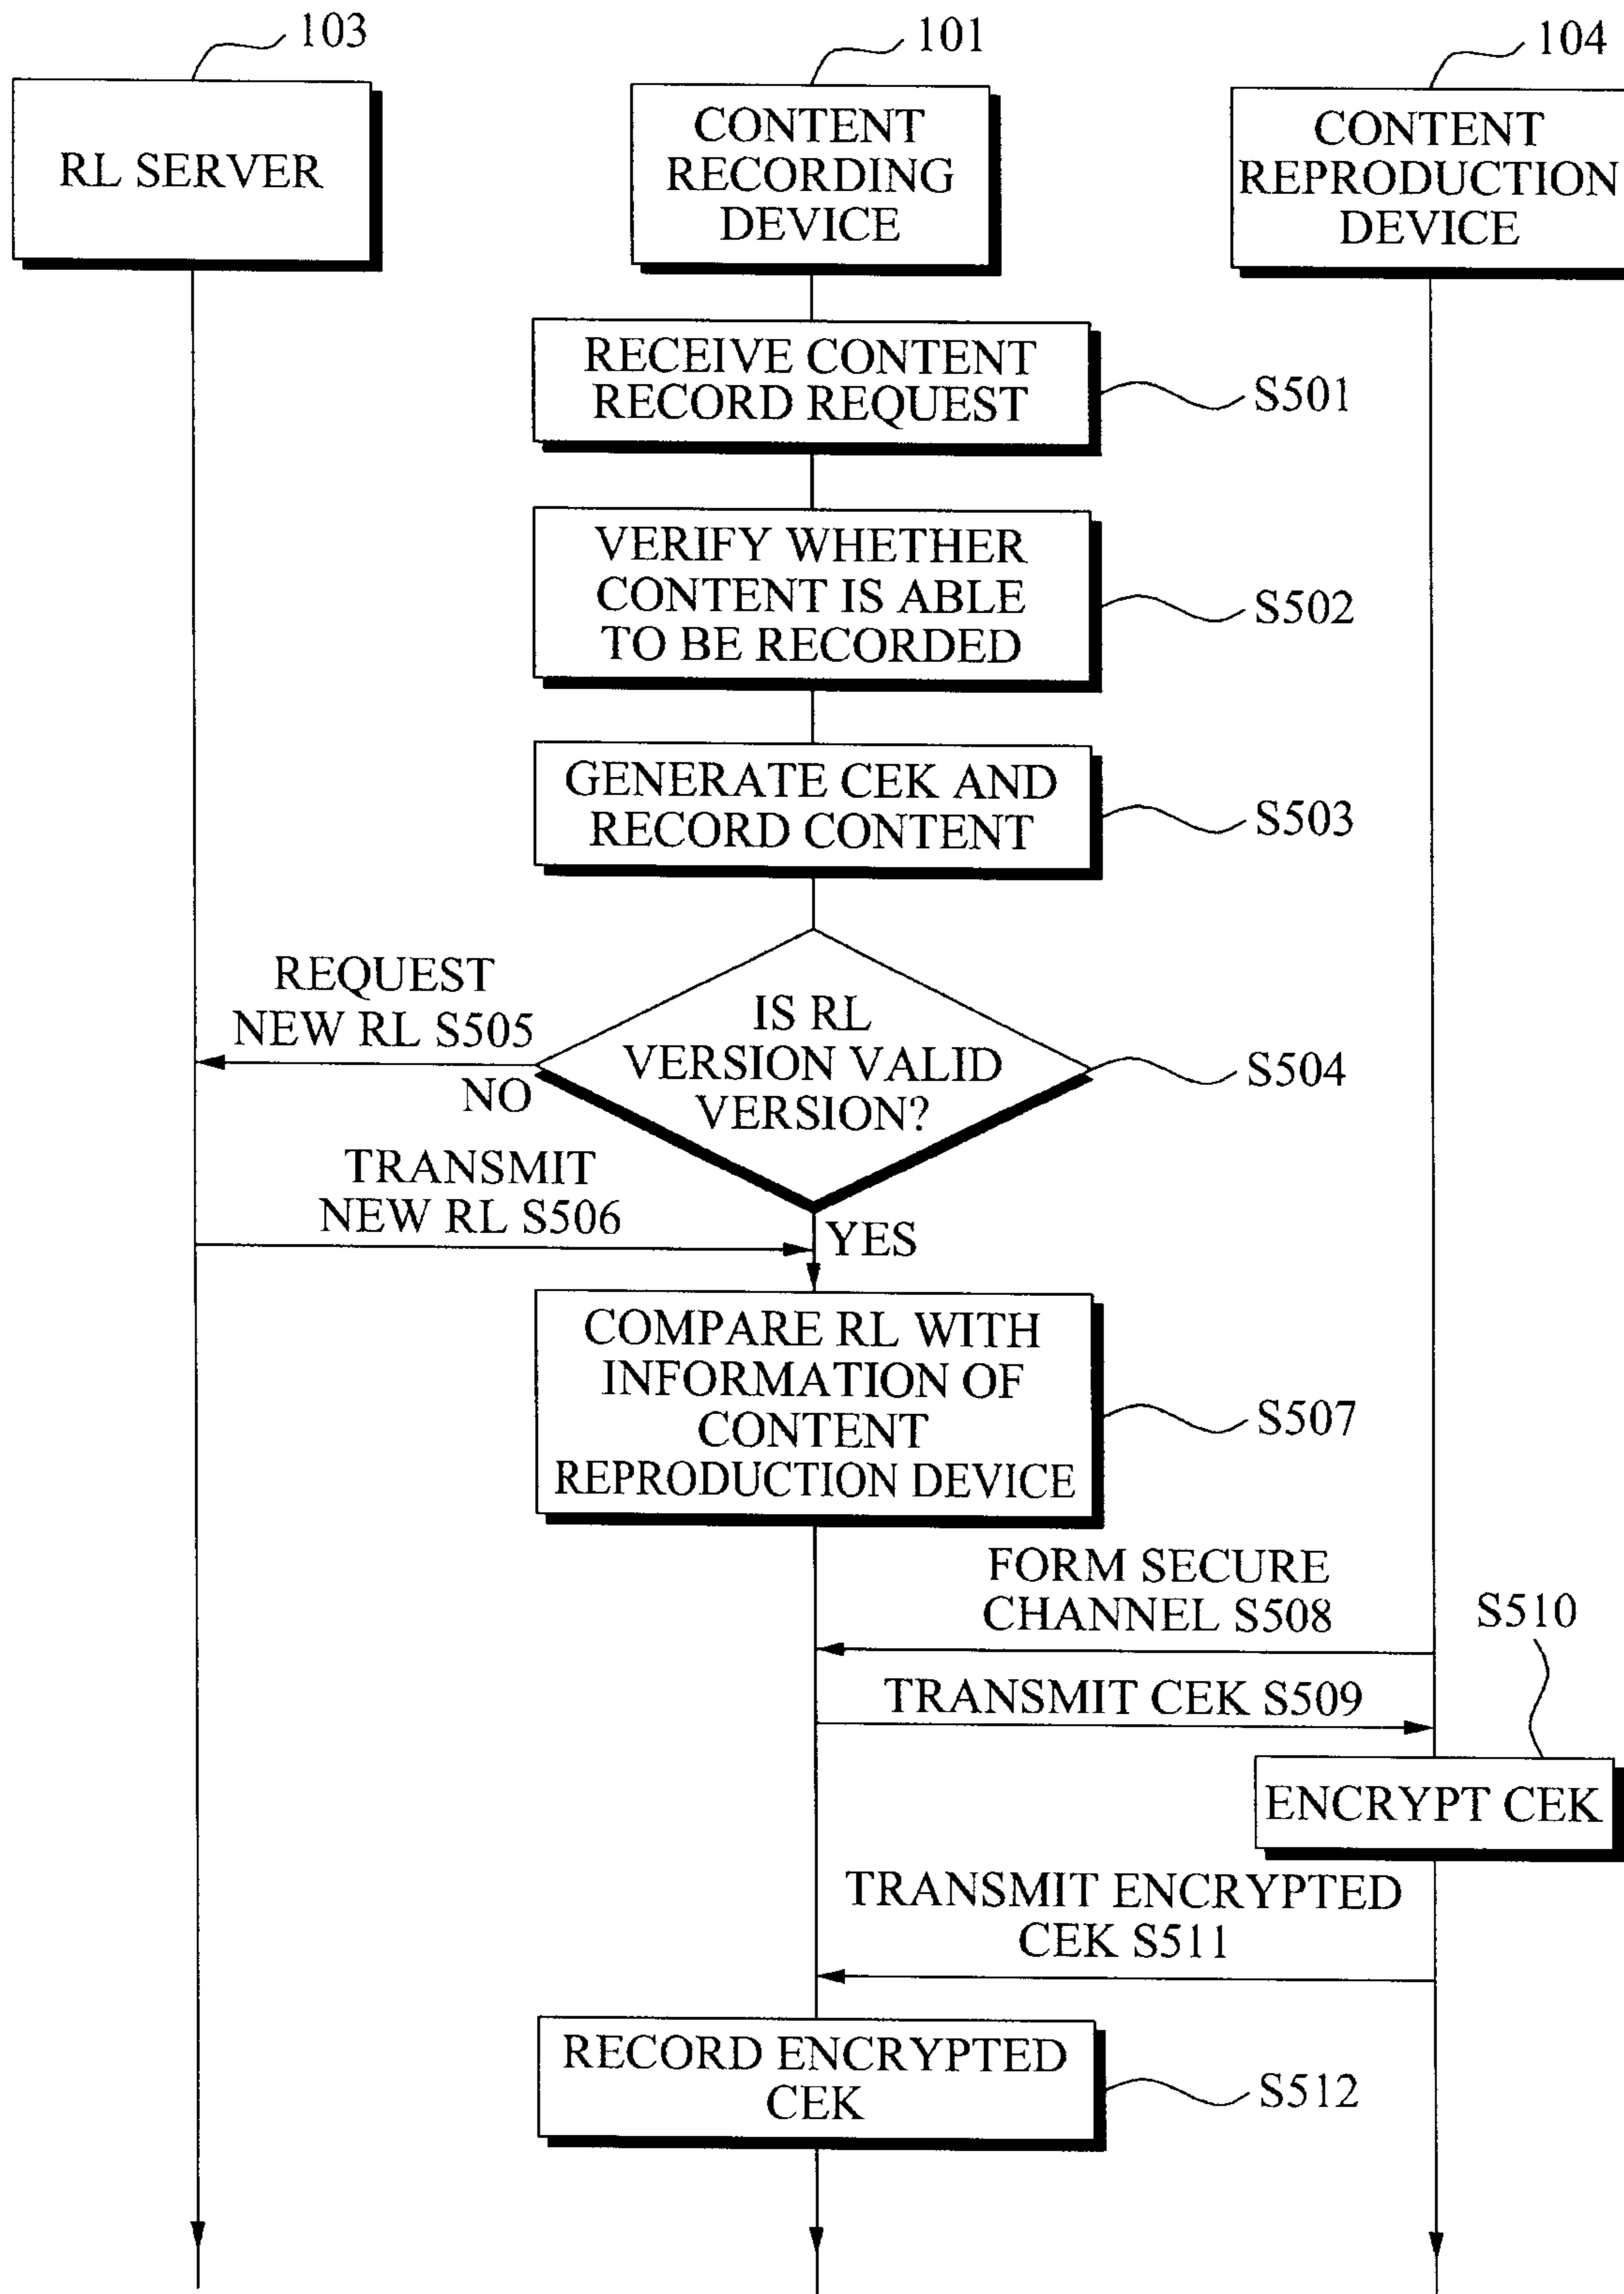 103
101
104
RL SERVER
CONTENT
RECORDING
DEVICE
CONTENT
REPRODUCTION
DEVICE
RECEIVE CONTENT
RECORD REQUEST
S501
VERIFY WHETHER
CONTENT IS ABLE
TO BE RECORDED
S502
GENERATE CEK AND
RECORD CONTENT
S503
REQUEST
NEW RL S505
NO
IS RL
VERSION VALID
VERSION?
S504
TRANSMIT
NEW RL S506
YES
COMPARE RL WITH
INFORMATION OF
CONTENT
REPRODUCTION DEVICE
S507
FORM SECURE
CHANNEL S508
S510
TRANSMIT CEK S509
ENCRYPT CEK
TRANSMIT ENCRYPTED
CEK S511
RECORD ENCRYPTED
CEK
S512